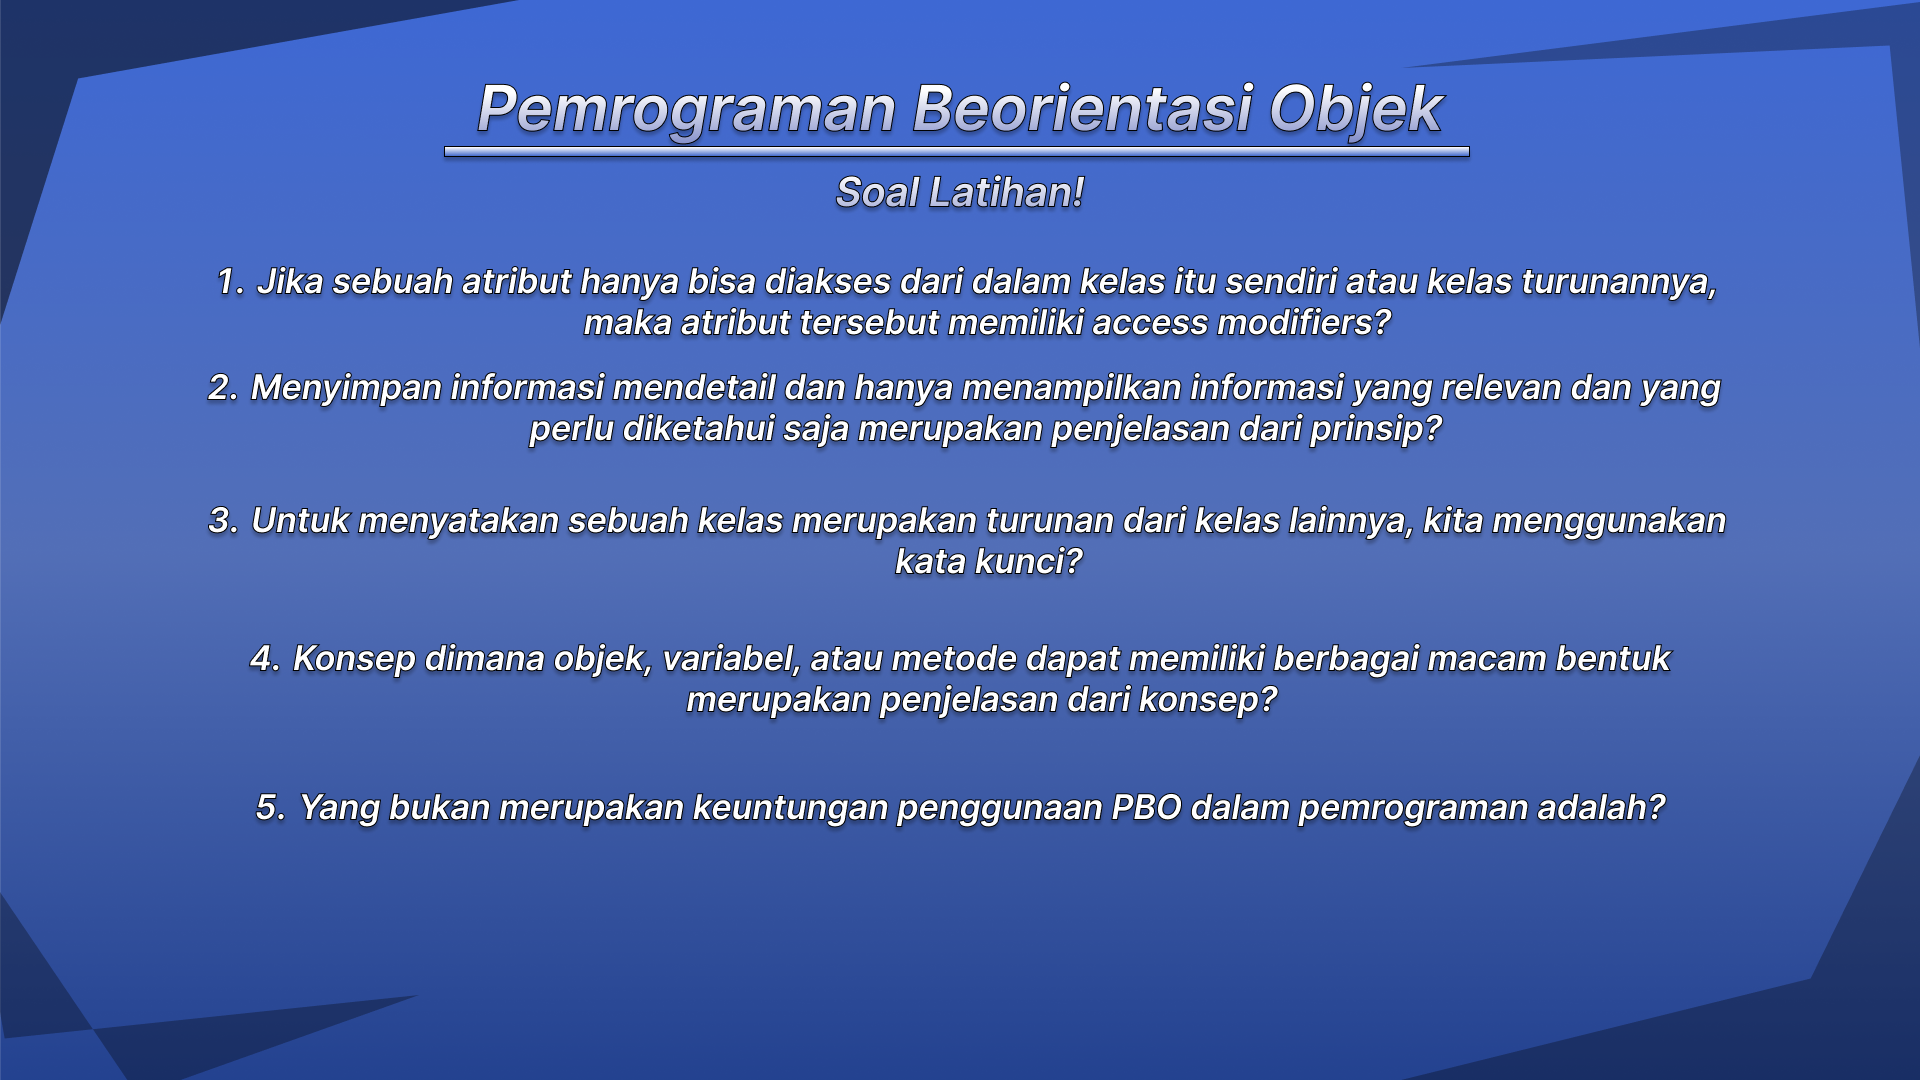 Pemrograman Beorientasi Objek
Soal Latihan!
1. Jika sebuah atribut hanya bisa diakses dari dalam kelas itu sendiri atau kelas turunannya,
maka atribut tersebut memiliki access modifiers?
2. Menyimpan informasi mendetail dan hanya menampilkan informasi yang relevan dan yang
perlu diketahui saja merupakan penjelasan dari prinsip?
3. Untuk menyatakan sebuah kelas merupakan turunan dari kelas lainnya, kita menggunakan
kata kunci?
4. Konsep dimana objek, variabel, atau metode dapat memiliki berbagai macam bentuk
merupakan penjelasan dari konsep?
5. Yang bukan merupakan keuntungan penggunaan PBO dalam pemrograman adalah?